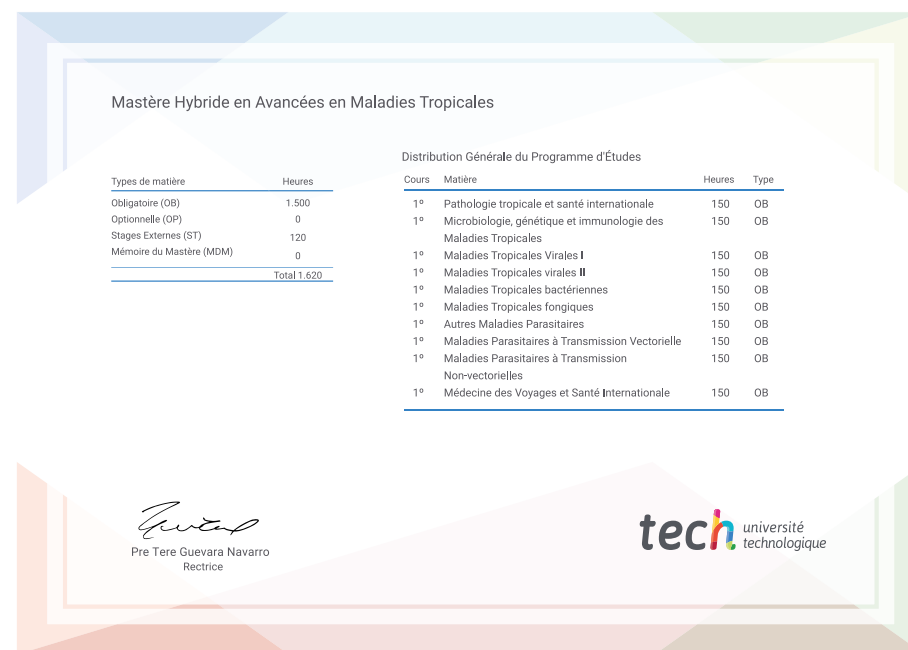 Mastère Hybride en Avancées en Maladies Tropicales
Types de matière Heures
Obligatoire (OB) 1.500
Optionnelle (OP) 0
Stages Externes (ST) 120
Mémoire du Mastère (MDM) 0
Total 1.620
Distribution Générale du Programme d'Études
Cours Matière Heures Type
1º Pathologie tropicale et santé internationale 150 OB
1º Microbiologie, génétique et immunologie des 150 OB
Maladies Tropicales
1º Maladies Tropicales Virales I 150 OB
1º Maladies Tropicales virales II 150 OB
1º Maladies Tropicales bactériennes 150 OB
1º Maladies Tropicales fongiques 150 OB
1º Autres Maladies Parasitaires 150 OB
1º Maladies Parasitaires à Transmission Vectorielle 150 OB
1º Maladies Parasitaires à Transmission 150 OB
Non-vectorielles
1º Médecine des Voyages et Santé Internationale 150 OB
Pre Tere Guevara Navarro
Rectrice
tech université
technologique